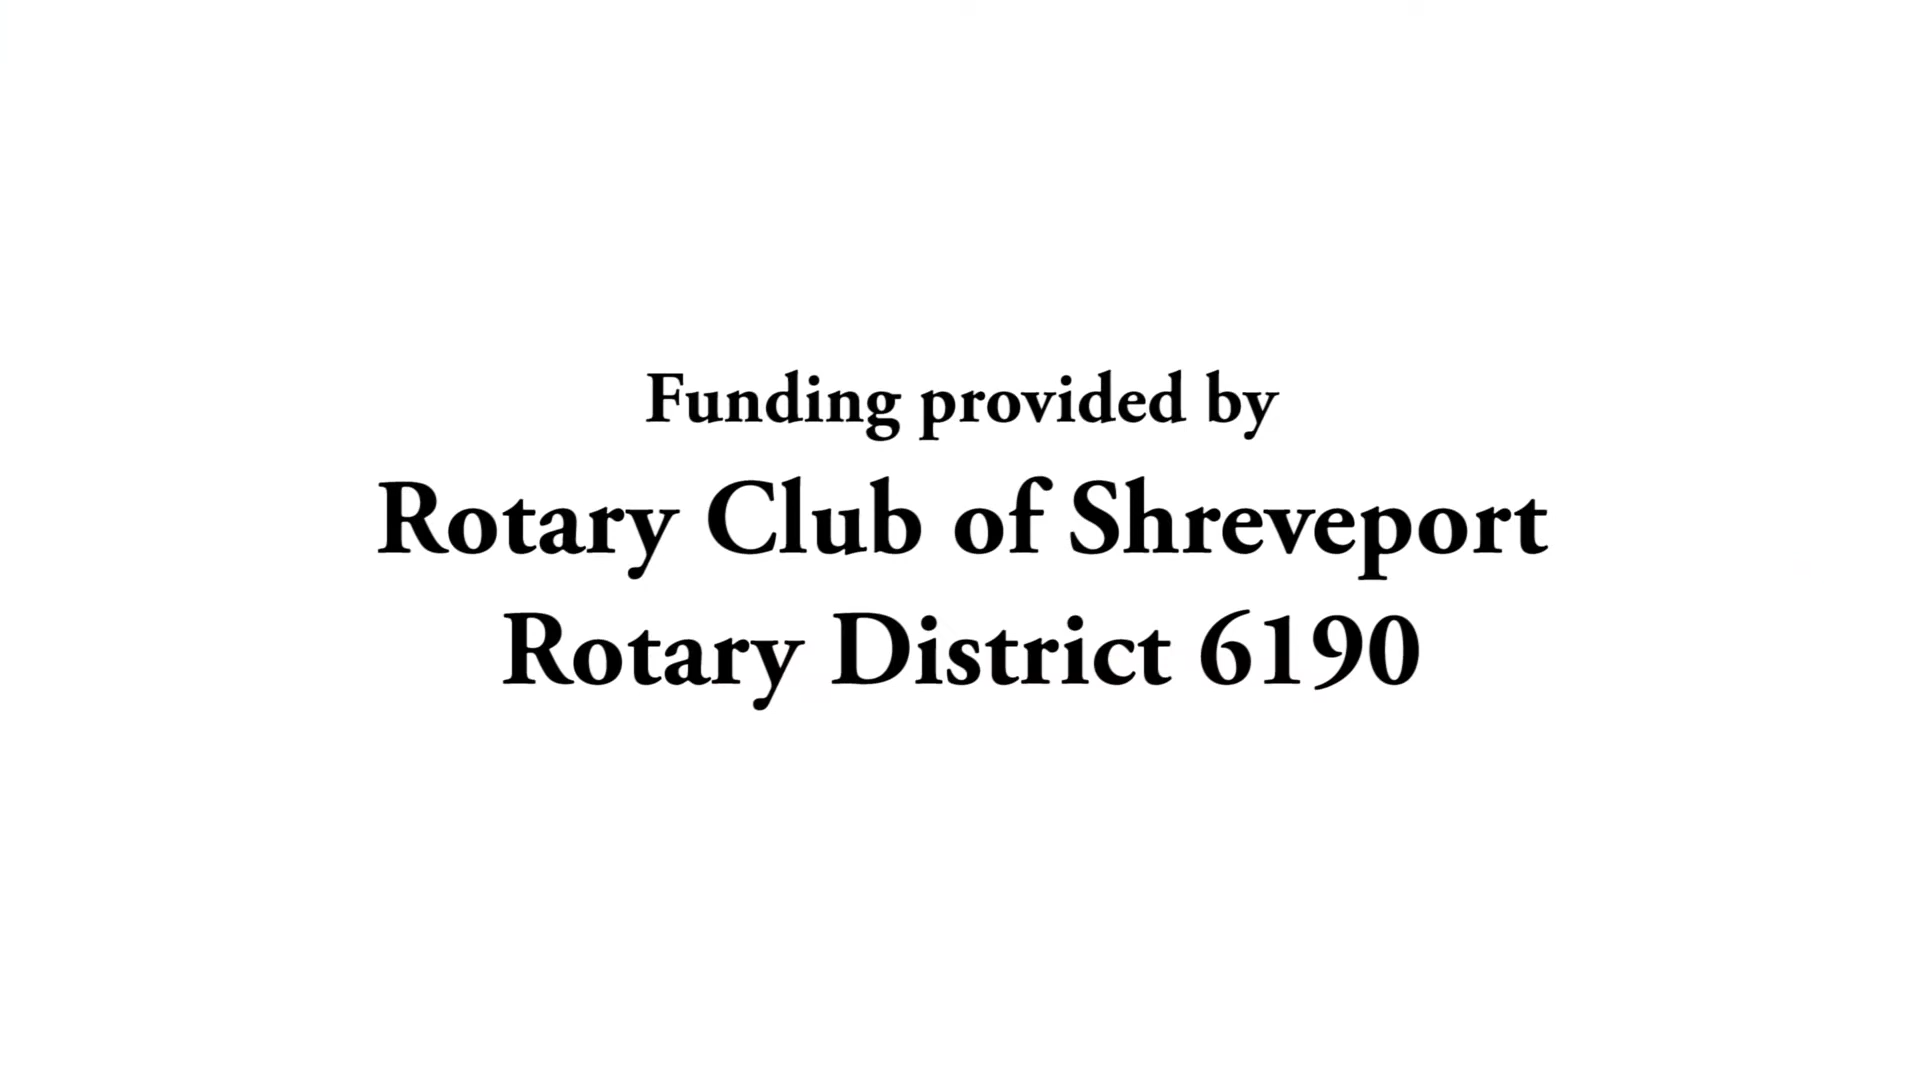 Funding provided by
Rotary Club of Shreveport
Rotary District 6190